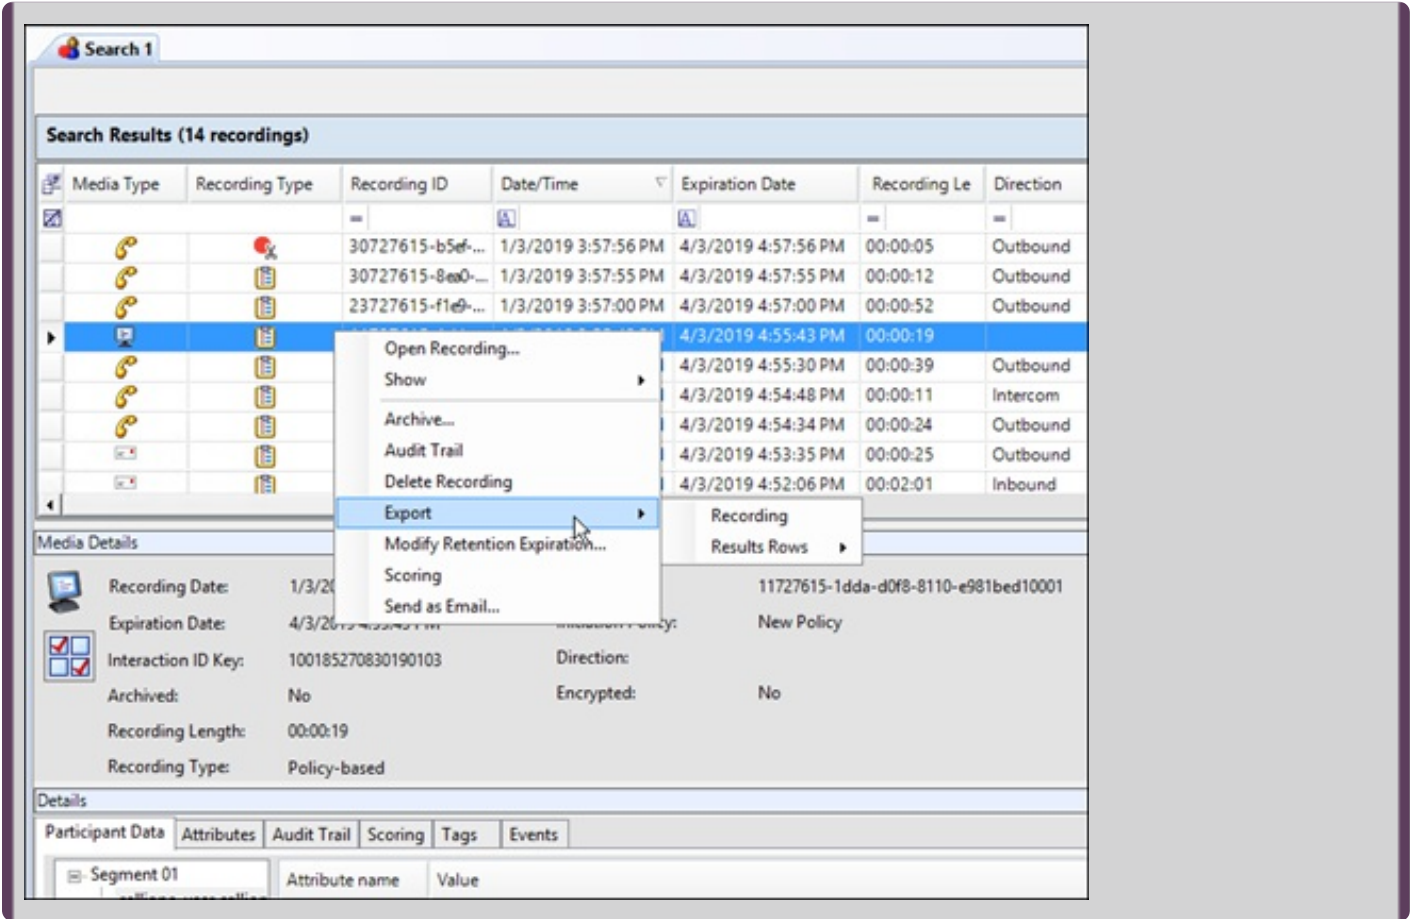 Search 1
Search Results (14 recordings)
Media Type Recording Type Recording ID Date/Time Expiration Date Recording Le Direction
= A A = =
30727615-b5ef-... 1/3/2019 3:57:56 PM 4/3/2019 4:57:56 PM 00:00:05 Outbound
30727615-8ea0-... 1/3/2019 3:57:55 PM 4/3/2019 4:57:55 PM 00:00:12 Outbound
23727615-f1e9-... 1/3/2019 3:57:00 PM 4/3/2019 4:57:00 PM 00:00:52 Outbound
4/3/2019 4:55:43 PM 00:00:19
Open Recording...
4/3/2019 4:55:30 PM 00:00:39 Outbound
Show
4/3/2019 4:54:48 PM 00:00:11 Intercom
Archive...
4/3/2019 4:54:34 PM 00:00:24 Outbound
Audit Trail
4/3/2019 4:53:35 PM 00:00:25 Outbound
Delete Recording
4/3/2019 4:52:06 PM 00:02:01 Inbound
Export
Recording
Modify Retention Expiration...
Results Rows
Scoring
Send as Email...
Media Details
Recording Date: 1/3/20 11727615-1dda-d0f8-8110-e981bed10001
Expiration Date: New Policy
Interaction ID Key: 100185270830190103 Direction:
Archived: No Encrypted: No
Recording Length: 00:00:19
Recording Type: Policy-based
Details
Participant Data Attributes Audit Trail Scoring Tags Events
Segment 01
Attribute name Value